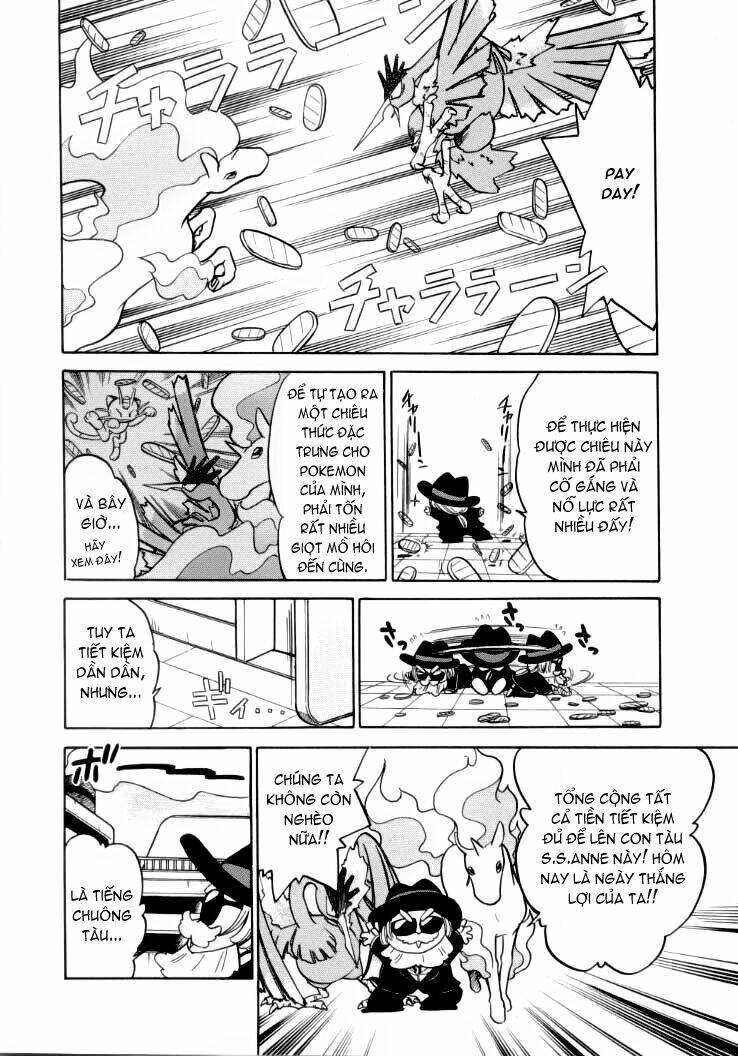 チャララ
チャララ
チャララーン
PAY
DAY!
ĐỂ THỰC HIỆN
ĐƯỢC CHIÊU NÀY
MÌNH ĐÃ PHẢI
CỐ GẮNG VÀ
NỖ LỰC RẤT
NHIỀU ĐẤY!
ĐỂ TỰ TẠO RA
MỘT CHIÊU
THỨC ĐẶC
TRƯNG CHO
POKEMON
CỦA MÌNH,
PHẢI TỐN
RẤT NHIỀU
GIỌT MỒ HÔI
ĐẾN CÙNG.
VÀ BÂY
GIỜ...
HÃY
XEM ĐÂY!
TUY TA
TIẾT KIỆM
DẦN DẦN,
NHƯNG...
ギィ....
TỔNG CỘNG TẤT
CẢ TIỀN TIẾT KIỆM
ĐỦ ĐỂ LÊN CON TÀU
S.S.ANNE NÀY! HÔM
NAY LÀ NGÀY THẮNG
LỢI CỦA TA!!
CHÚNG TA
KHÔNG CÒN
NGHÈO
NỮA!!
ボ
LÀ TIẾNG
CHUÔNG
TÀU...